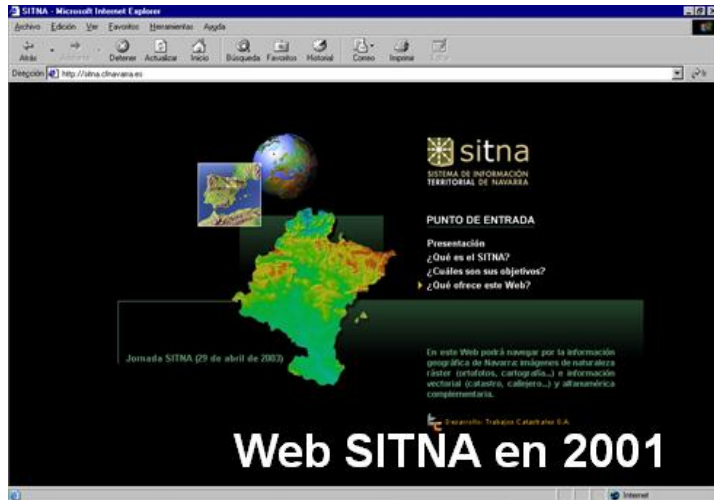 SITNA - Microsoft Internet Explorer
Archivo Edición Ver Favoritos Herramientas Ayuda
Atrás Adelante Detener Actualizar Inicio Búsqueda Favoritos Historial Correo Imprimir
Dirección http://sitna.cfnavarra.es Ir
sitna
SISTEMA DE INFORMACIÓN
TERRITORIAL DE NAVARRA
PUNTO DE ENTRADA
Presentación
¿Qué es el SITNA?
¿Cuáles son sus objetivos?
¿Qué ofrece este Web?
Jornada SITNA (29 de abril de 2003)
En este Web podrá navegar por la información
geográfica de Navarra: imágenes de naturaleza
ráster (ortofotos, cartografía...) e información
vectorial (catastro, callejero...) y alfanumérica
complementaria.
Desarrollo: Trabajos Catastrales S.A.
Web SITNA en 2001
Internet